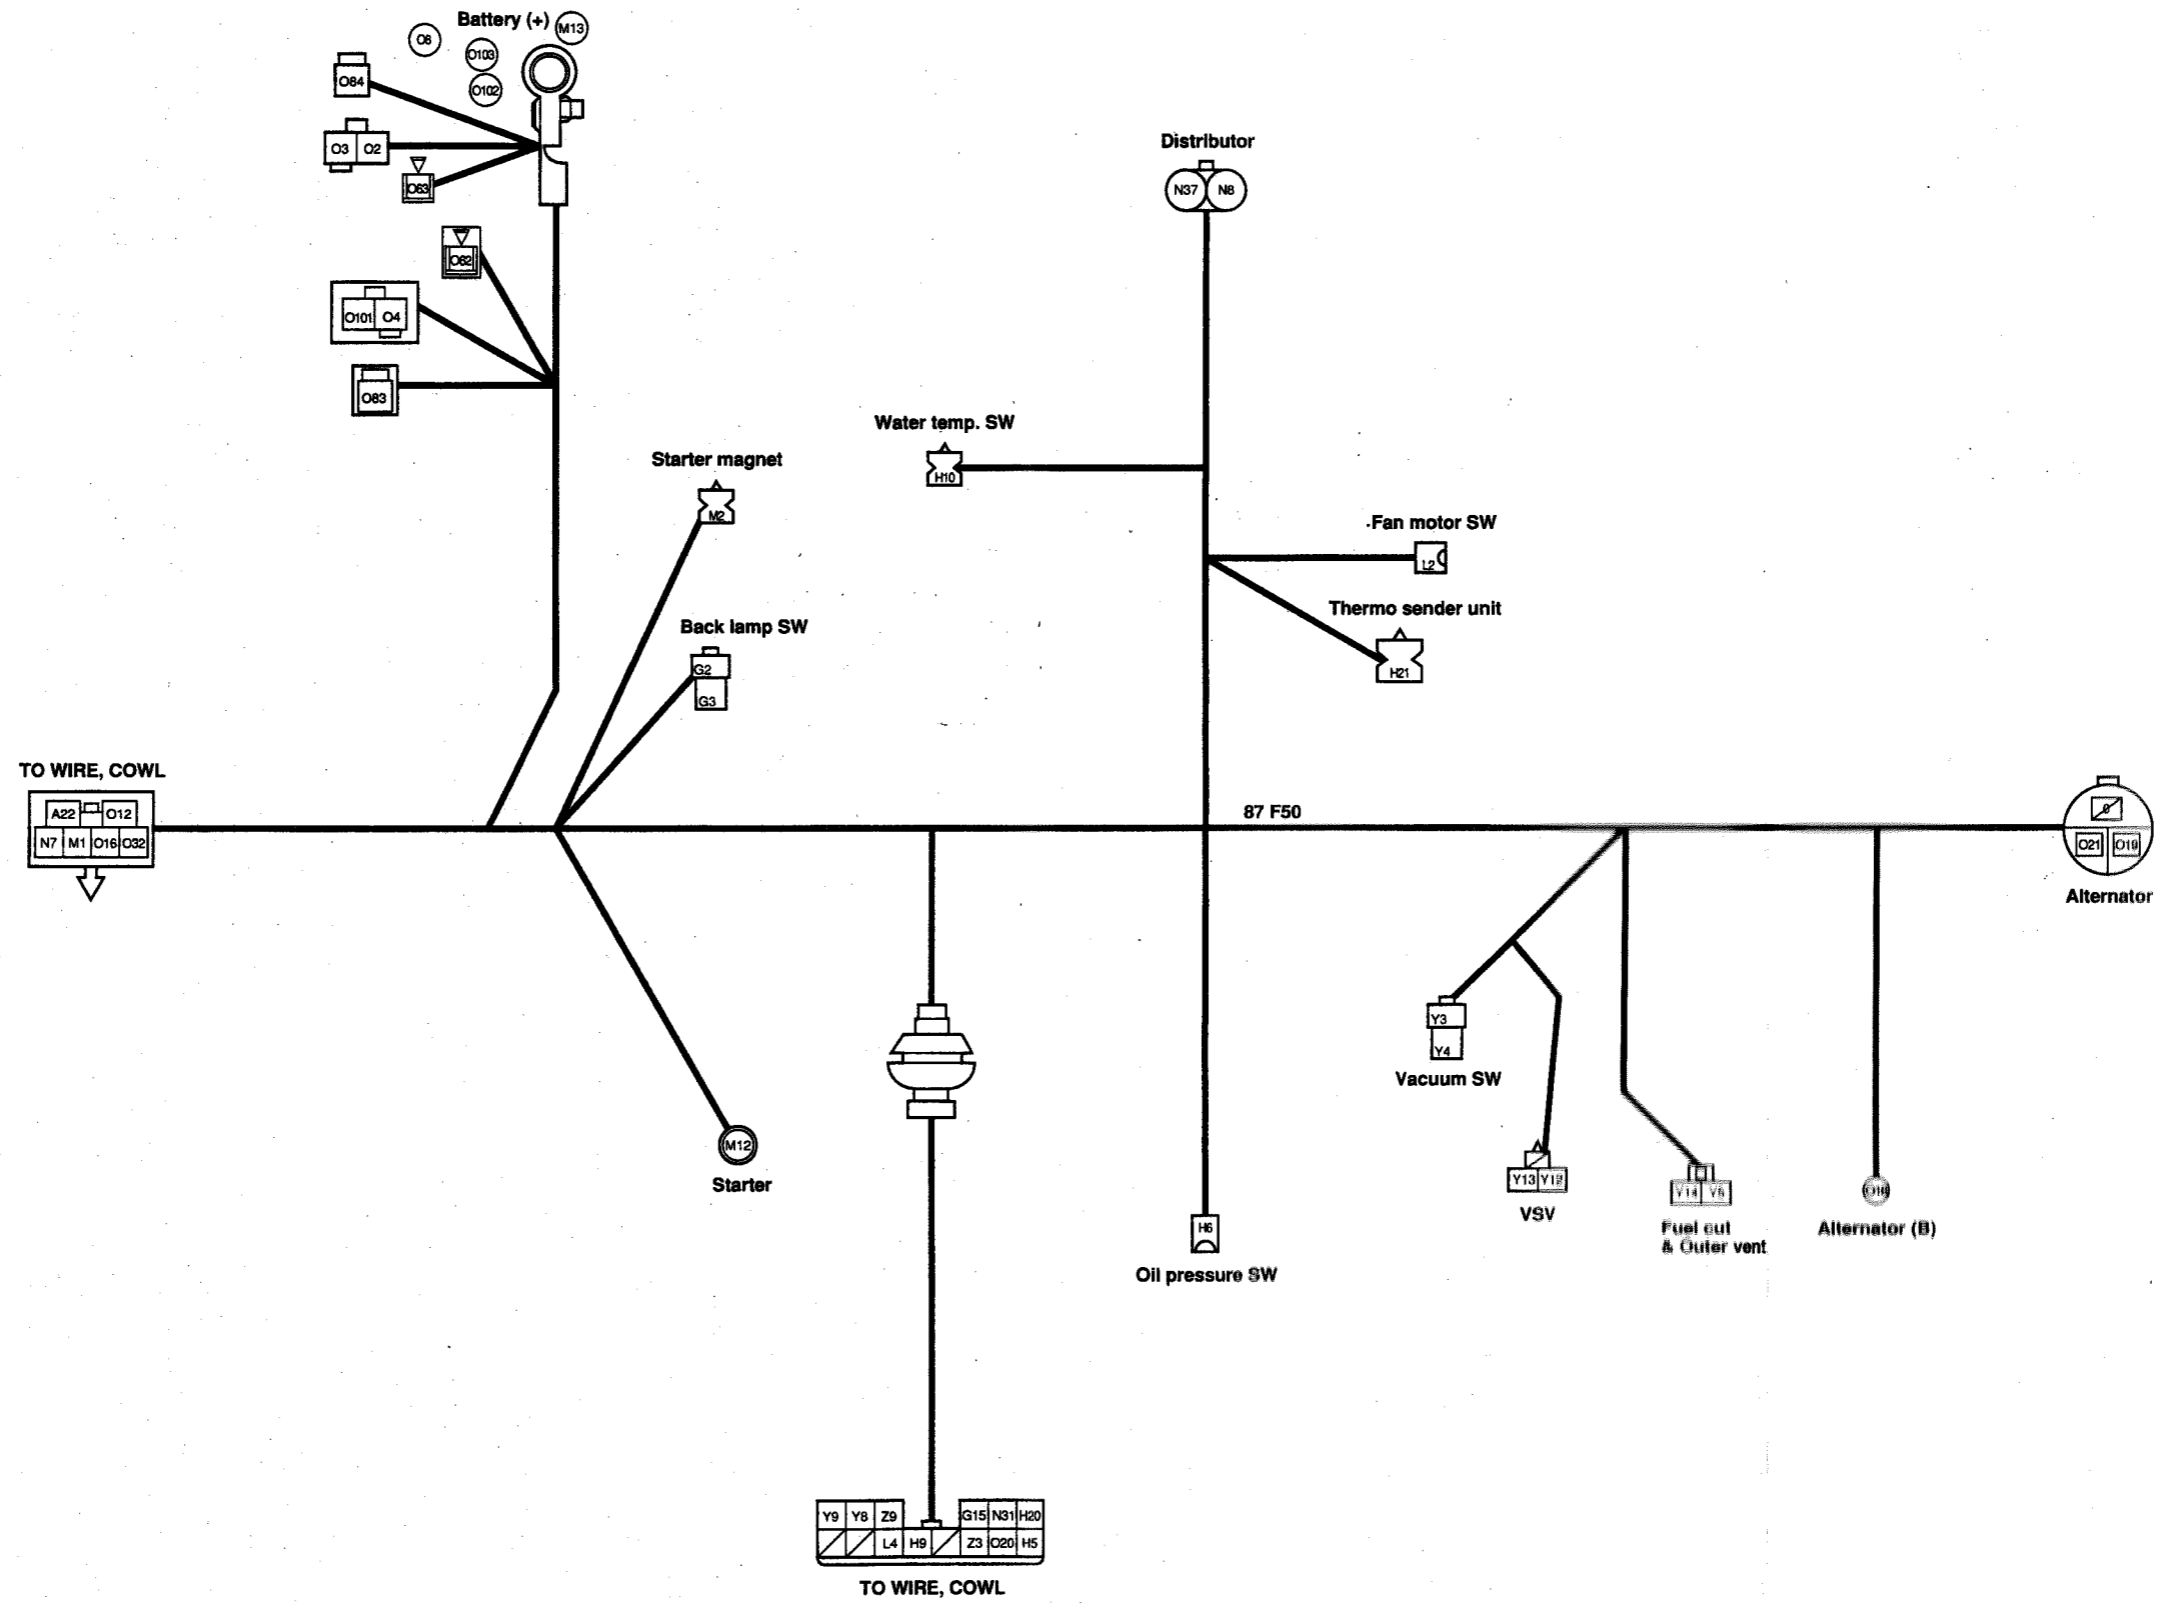 Battery (+)
M13
O6
O103
O102
O84
O3 O2
O63
O62
O101 O4
O83
Distributor
N37 N8
Water temp. SW
H10
Starter magnet
M2
Fan motor SW
L2
Thermo sender unit
H21
Back lamp SW
G2
G3
TO WIRE, COWL
A22 O12
N7 M1 O16 O32
87 F50
O21 O19
Alternator
Y3
Y4
Vacuum SW
M12
Starter
Y13
VSV
Fuel cut
& Outer vent
Alternator (B)
H6
Oil pressure SW
Y9 Y8 Z9 G15 N31 H20
L4 H9 Z3 O20 H5
TO WIRE, COWL